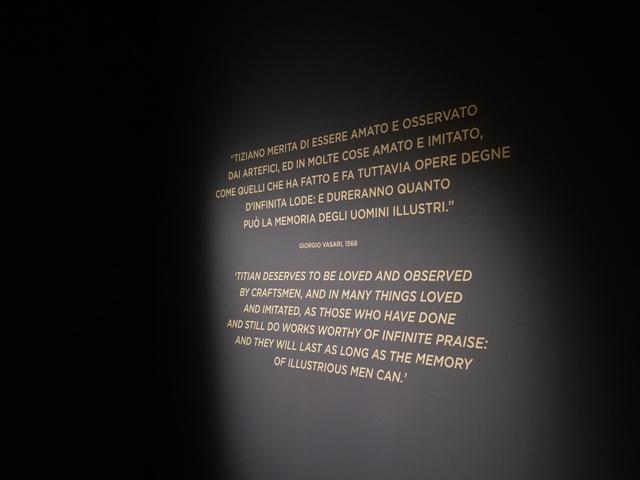 "TIZIANO MERITA DI ESSERE AMATO E OSSERVATO
DAI ARTEFICI, ED IN MOLTE COSE AMATO E IMITATO,
COME QUELLI CHE HA FATTO E FA TUTTAVIA OPERE DEGNE
D'INFINITA LODE: E DURERANNO QUANTO
PUÒ LA MEMORIA DEGLI UOMINI ILLUSTRI."
GIORGIO VASARI, 1568
'TITIAN DESERVES TO BE LOVED AND OBSERVED
BY CRAFTSMEN, AND IN MANY THINGS LOVED
AND IMITATED, AS THOSE WHO HAVE DONE
AND STILL DO WORKS WORTHY OF INFINITE PRAISE:
AND THEY WILL LAST AS LONG AS THE MEMORY
OF ILLUSTRIOUS MEN CAN.'